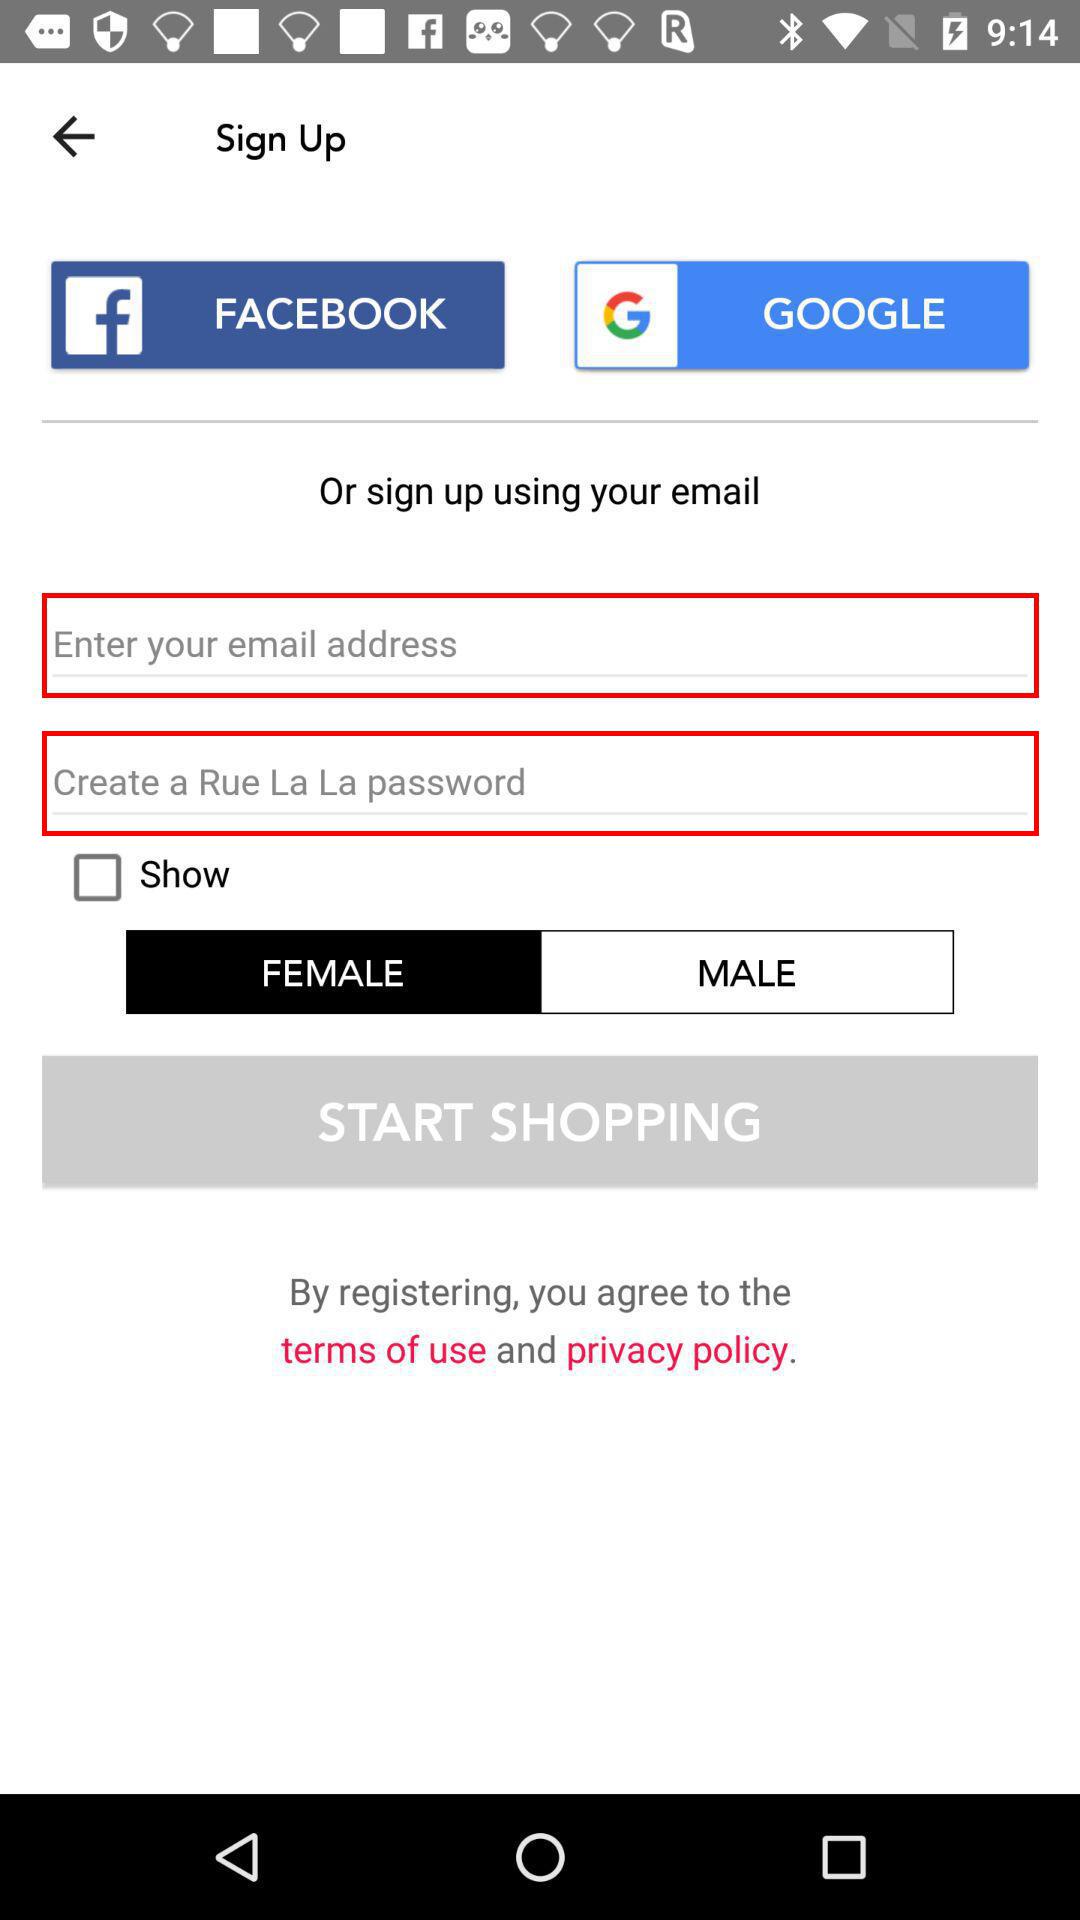 9:14
Sign Up
FACEBOOK
GOOGLE
Or sign up using your email
Enter your email address
Create a Rue La La password
Show
FEMALE MALE
START SHOPPING
By registering, you agree to the
terms of use and privacy policy.